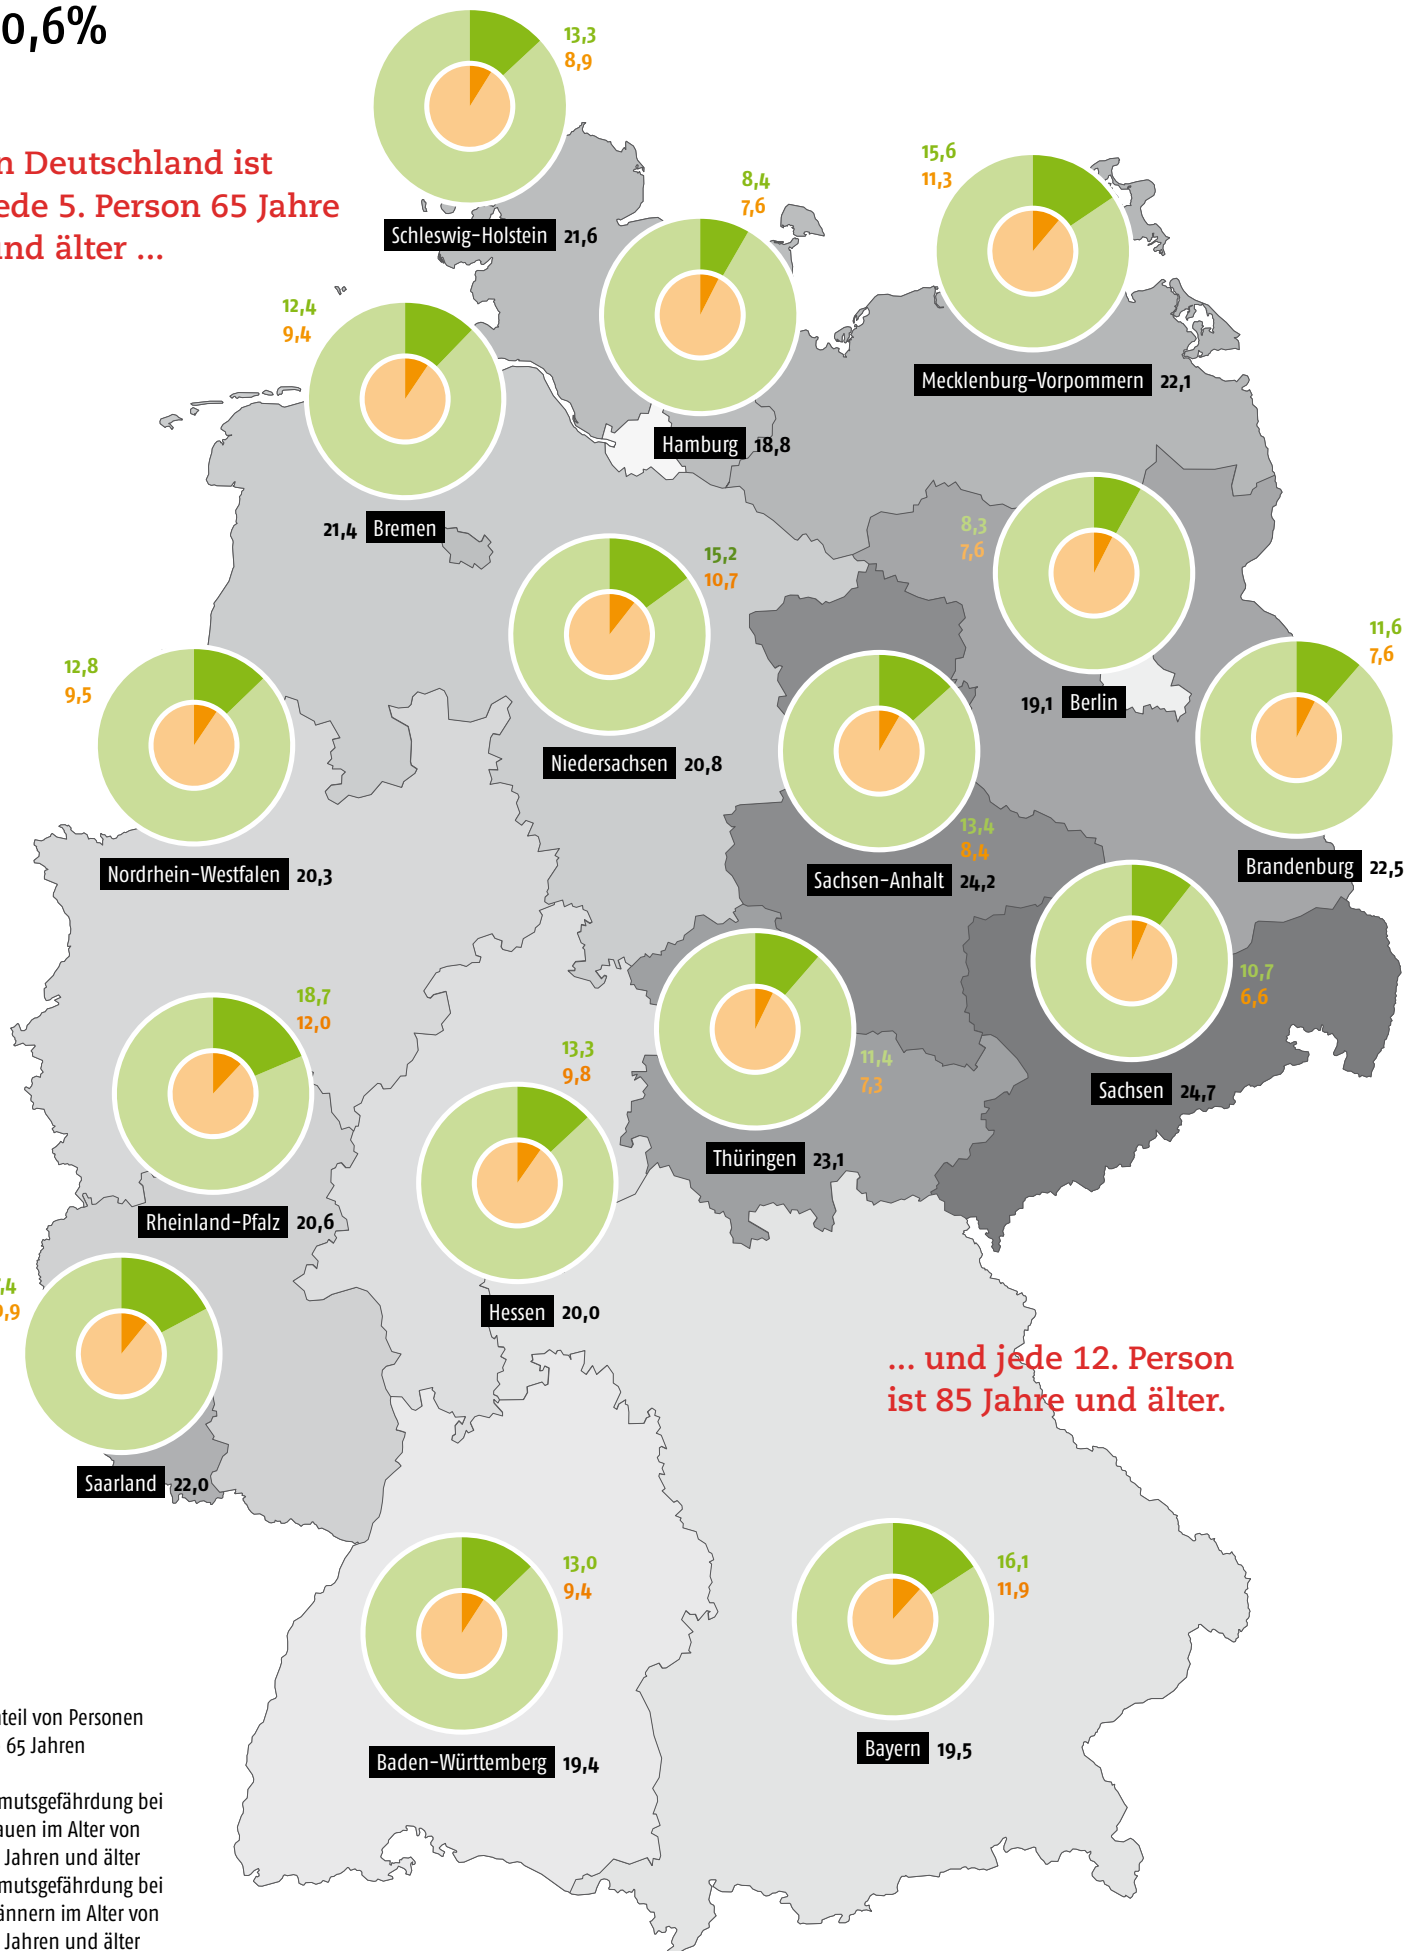 0,6%
n Deutschland ist
ede 5. Person 65 Jahre
nd älter ...
13,3
8,9
Schleswig-Holstein 21,6
8,4
7,6
Hamburg 18,8
15,6
11,3
Mecklenburg-Vorpommern 22,1
12,4
9,4
21,4 Bremen
15,2
10,7
Niedersachsen 20,8
8,3
7,6
19,1 Berlin
11,6
7,6
Brandenburg 22,5
12,8
9,5
Nordrhein-Westfalen 20,3
13,4
8,4
Sachsen-Anhalt 24,2
10,7
6,6
Sachsen 24,7
18,7
12,0
Rheinland-Pfalz 20,6
13,3
9,8
Hessen 20,0
11,4
7,3
Thüringen 23,1
,4
9,9
Saarland 22,0
... und jede 12. Person
ist 85 Jahre und älter.
13,0
9,4
Baden-Württemberg 19,4
16,1
11,9
Bayern 19,5
teil von Personen
65 Jahren
mutsgefährdung bei
auen im Alter von
Jahren und älter
mutsgefährdung bei
ännern im Alter von
Jahren und älter